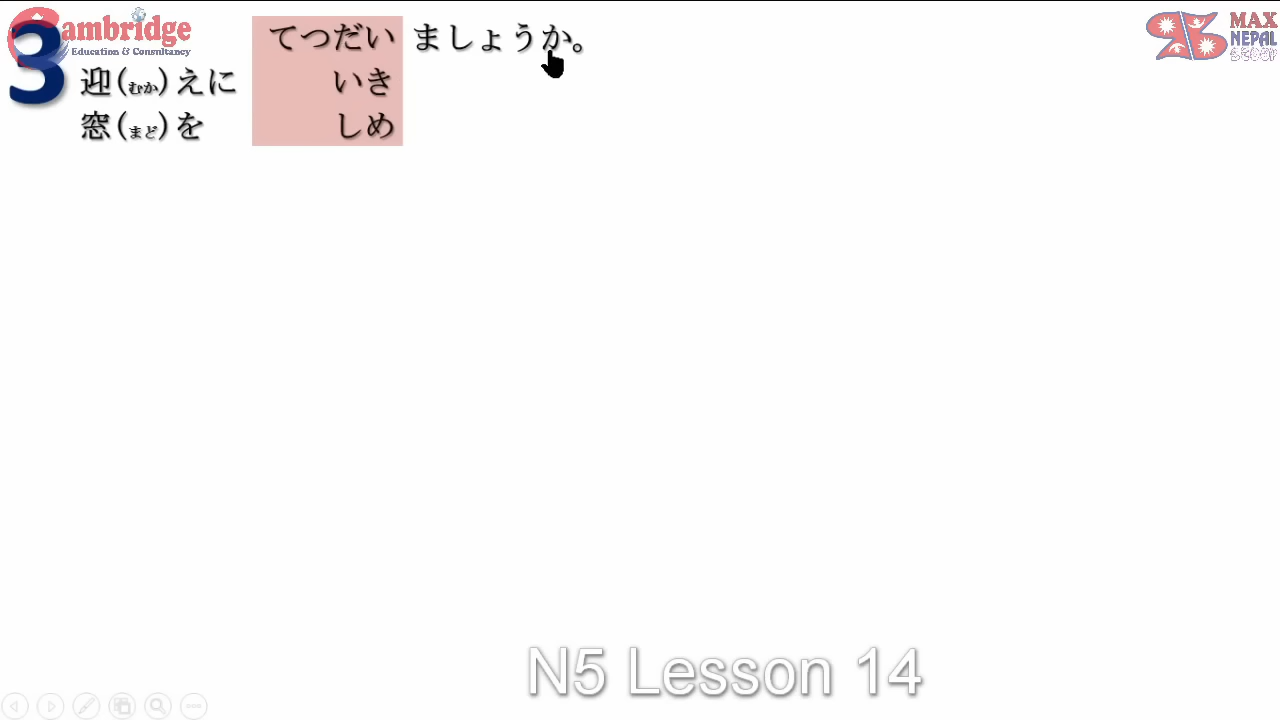 Cambridge
Education & Consultancy
3
てつだい ましょうか。
迎(むか)えに いき
窓(まど)を しめ
MAX
NEPAL
N5 Lesson 14